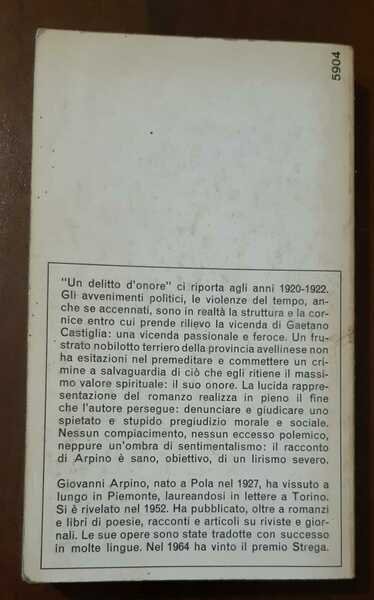 5904
"Un delitto d'onore" ci riporta agli anni 1920-1922.
Gli avvenimenti politici, le violenze del tempo, an-
che se accennati, sono in realtà la struttura e la cor-
nice entro cui prende rilievo la vicenda di Gaetano
Castiglia: una vicenda passionale e feroce. Un fru-
strato nobilotto terriero della provincia avellinese non
ha esitazioni nel premeditare e commettere un cri-
mine a salvaguardia di ciò che egli ritiene il massi-
mo valore spirituale: il suo onore. La lucida rappre-
sentazione del romanzo realizza in pieno il fine
che l'autore persegue: denunciare e giudicare uno
spietato e stupido pregiudizio morale e sociale.
Nessun compiacimento, nessun eccesso polemico,
neppure un'ombra di sentimentalismo: il racconto
di Arpino è sano, obiettivo, di un lirismo severo.
Giovanni Arpino, nato a Pola nel 1927, ha vissuto a
lungo in Piemonte, laureandosi in lettere a Torino.
Si è rivelato nel 1952. Ha pubblicato, oltre a romanzi
e libri di poesie, racconti e articoli su riviste e gior-
nali. Le sue opere sono state tradotte con successo
in molte lingue. Nel 1964 ha vinto il premio Strega.